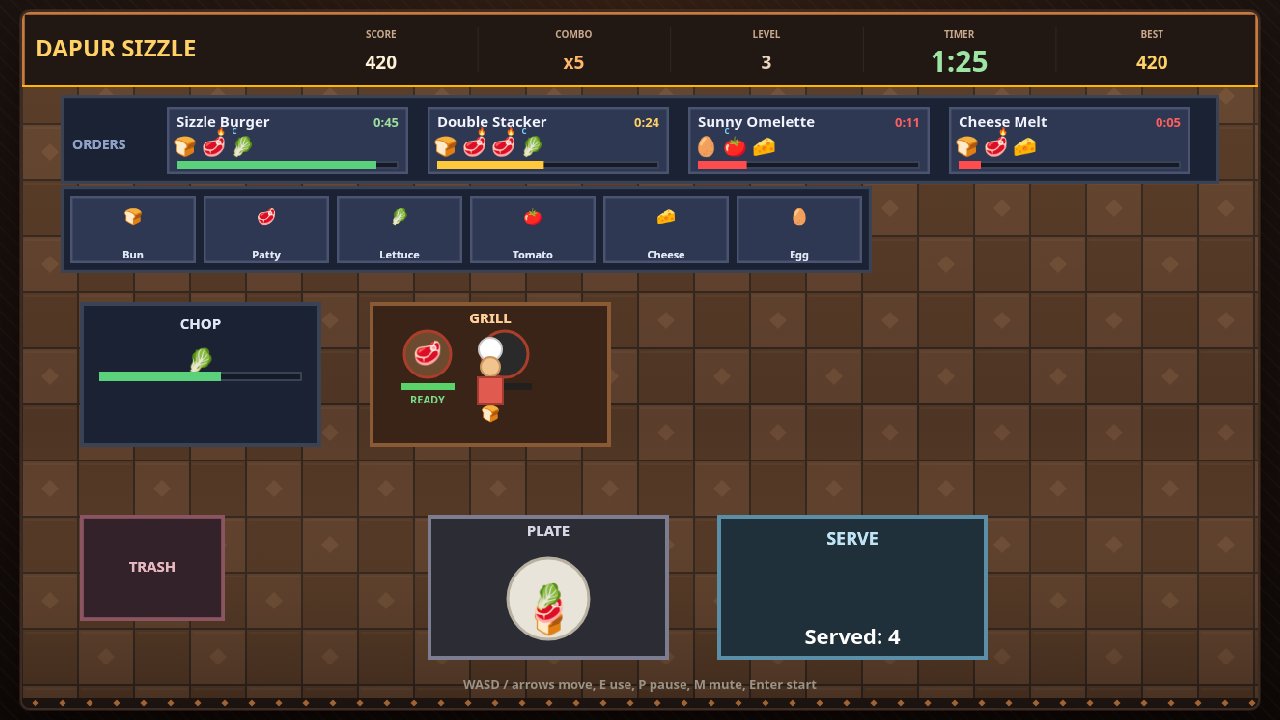 DAPUR SIZZLE
SCORE
420
COMBO
x5
LEVEL
3
TIMER
1:25
BEST
420
ORDERS
Sizzle Burger 0:45
C
Double Stacker 0:24
C
Sunny Omelette 0:11
C
Cheese Melt 0:05
Bun
Patty
Lettuce
Tomato
Cheese
Egg
CHOP
GRILL
READY
TRASH
PLATE
SERVE
Served: 4
WASD / arrows move, E use, P pause, M mute, Enter start